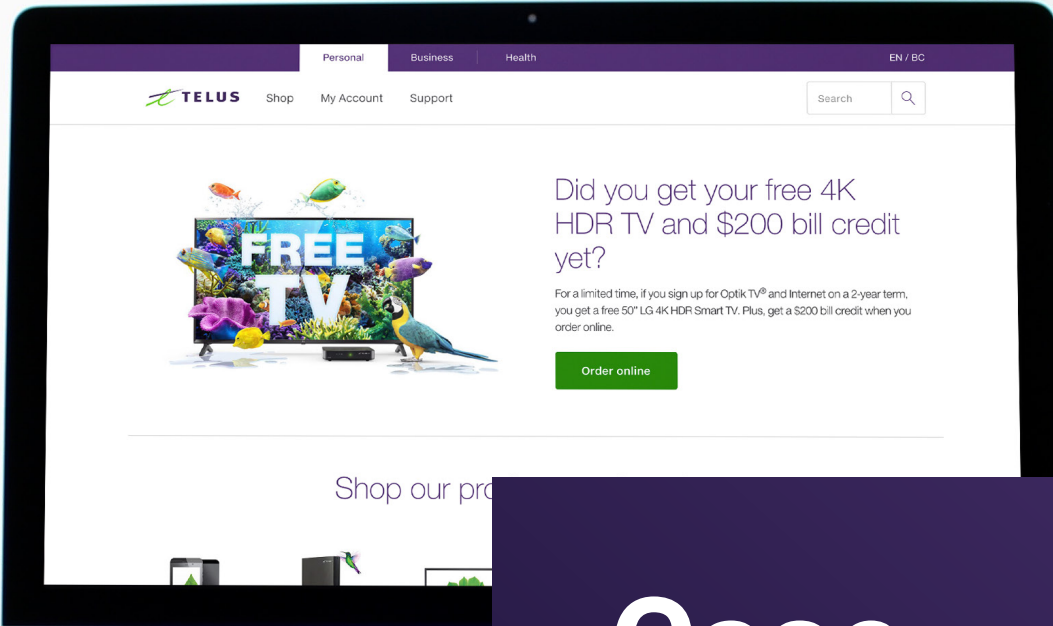 Personal
Business
Health
EN / BC
TELUS
Shop
My Account
Support
Search
FREE
TV
Did you get your free 4K
HDR TV and $200 bill credit
yet?
For a limited time, if you sign up for Optik TV® and Internet on a 2-year term,
you get a free 50" LG 4K HDR Smart TV. Plus, get a $200 bill credit when you
order online.
Order online
Shop our